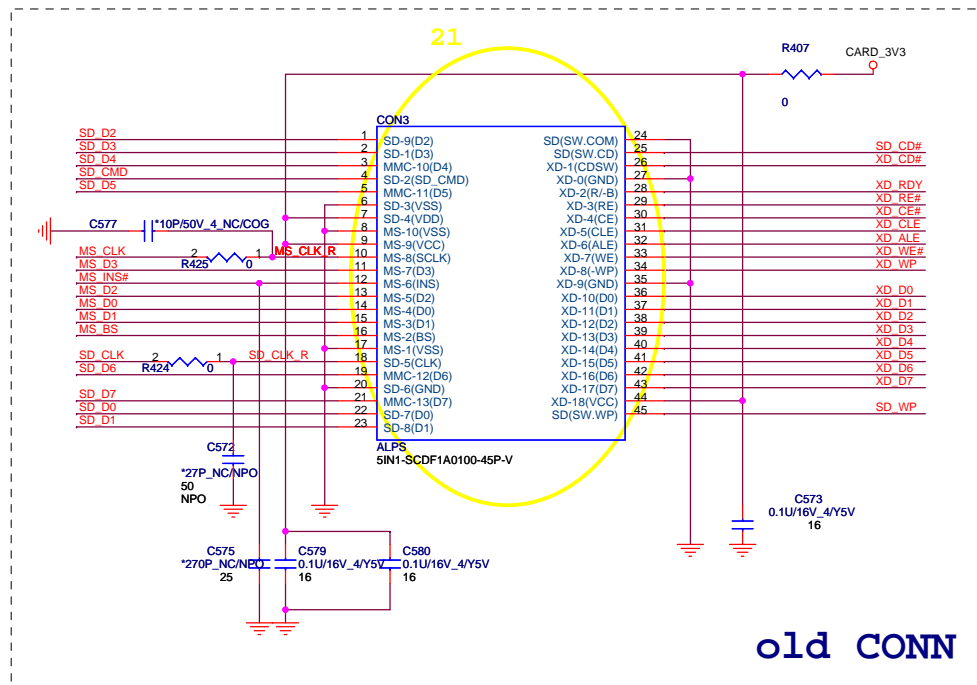 21
R407
CARD_3V3
0
CON3
SD_D2 1 SD-9(D2) SD(SW.COM) 24
SD_D3 2 SD-1(D3) SD(SW.CD) 25 SD_CD#
SD_D4 3 MMC-10(D4) XD-1(CDSW) 26 XD_CD#
SD_CMD 4 SD-2(SD_CMD) XD-0(GND) 27
SD_D5 5 MMC-11(D5) XD-2(R/-B) 28 XD_RDY
6 SD-3(VSS) XD-3(RE) 29 XD_RE#
7 SD-4(VDD) XD-4(CE) 30 XD_CE#
C577 *10P/50V_4_NC/COG 8 MS-10(VSS) XD-5(CLE) 31 XD_CLE
9 MS-9(VCC) XD-6(ALE) 32 XD_ALE
MS_CLK 2 R425 1 0 MS_CLK_R 10 MS-8(SCLK) XD-7(WE) 33 XD_WE#
MS_D3 11 MS-7(D3) XD-8(-WP) 34 XD_WP
MS_INS# 12 MS-6(INS) XD-9(GND) 35
MS_D2 13 MS-5(D2) XD-10(D0) 36 XD_D0
MS_D0 14 MS-4(D0) XD-11(D1) 37 XD_D1
MS_D1 15 MS-3(D1) XD-12(D2) 38 XD_D2
MS_BS 16 MS-2(BS) XD-13(D3) 39 XD_D3
17 MS-1(VSS) XD-14(D4) 40 XD_D4
SD_CLK 2 R424 1 0 SD_CLK_R 18 SD-5(CLK) XD-15(D5) 41 XD_D5
SD_D6 19 MMC-12(D6) XD-16(D6) 42 XD_D6
20 SD-6(GND) XD-17(D7) 43 XD_D7
SD_D7 21 MMC-13(D7) XD-18(VCC) 44
SD_D0 22 SD-7(D0) SD(SW.WP) 45 SD_WP
SD_D1 23 SD-8(D1)
ALPS
5IN1-SCDF1A0100-45P-V
C572
*27P_NC/NPO
50
NPO
C573
0.1U/16V_4/Y5V
16
C575
*270P_NC/NPO
25
C579
0.1U/16V_4/Y5V
16
C580
0.1U/16V_4/Y5V
16
old CONN